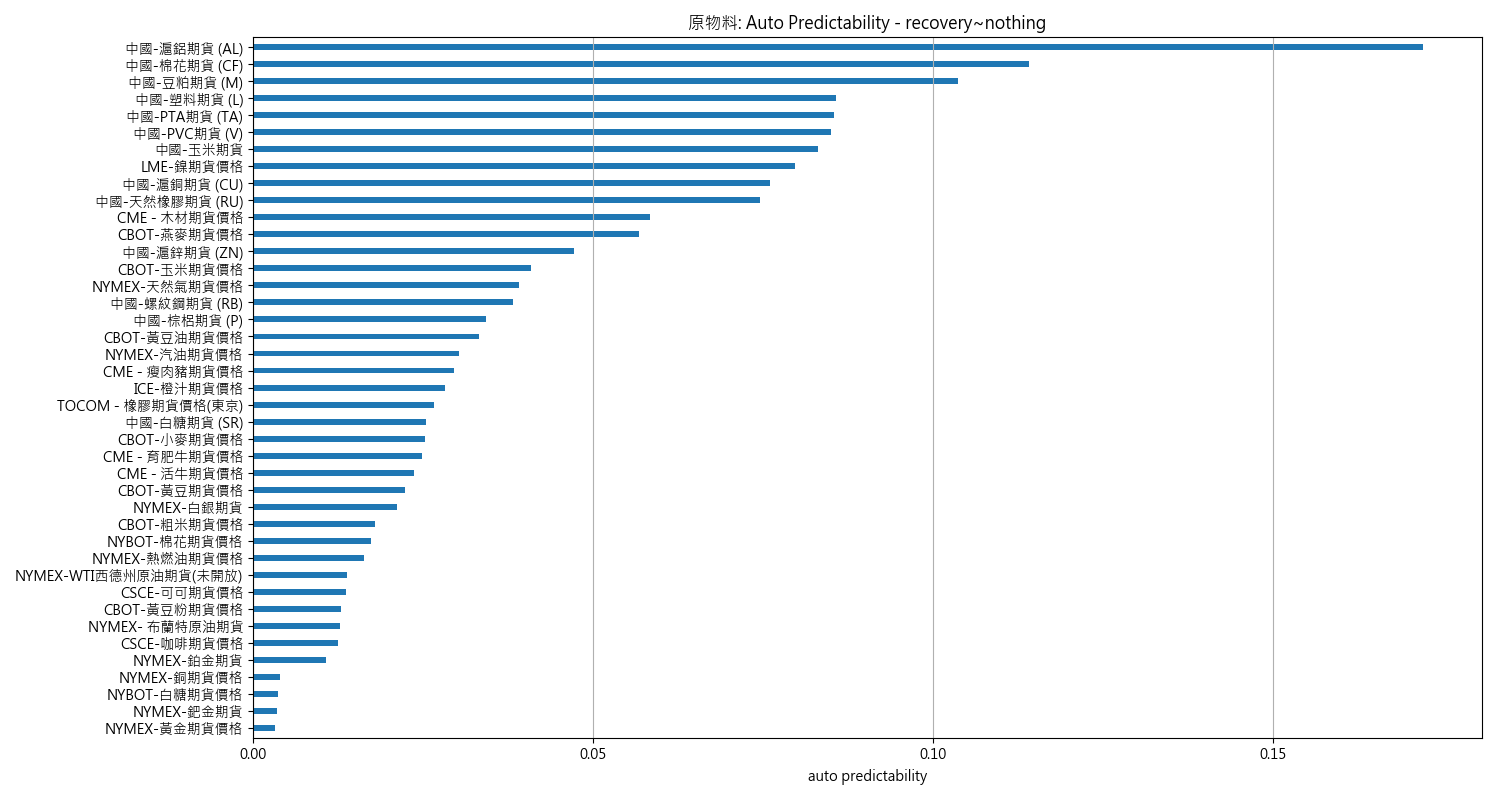 原物料: Auto Predictability - recovery~nothing
中國-滬鋁期貨 (AL)
中國-棉花期貨 (CF)
中國-豆粕期貨 (M)
中國-塑料期貨 (L)
中國-PTA期貨 (TA)
中國-PVC期貨 (V)
中國-玉米期貨
LME-鎳期貨價格
中國-滬銅期貨 (CU)
中國-天然橡膠期貨 (RU)
CME - 木材期貨價格
CBOT-燕麥期貨價格
中國-滬鋅期貨 (ZN)
CBOT-玉米期貨價格
NYMEX-天然氣期貨價格
中國-螺紋鋼期貨 (RB)
中國-棕梠期貨 (P)
CBOT-黃豆油期貨價格
NYMEX-汽油期貨價格
CME - 瘦肉豬期貨價格
ICE-橙汁期貨價格
TOCOM - 橡膠期貨價格(東京)
中國-白糖期貨 (SR)
CBOT-小麥期貨價格
CME - 育肥牛期貨價格
CME - 活牛期貨價格
CBOT-黃豆期貨價格
NYMEX-白銀期貨
CBOT-粗米期貨價格
NYBOT-棉花期貨價格
NYMEX-熱燃油期貨價格
NYMEX-WTI西德州原油期貨(未開放)
CSCE-可可期貨價格
CBOT-黃豆粉期貨價格
NYMEX- 布蘭特原油期貨
CSCE-咖啡期貨價格
NYMEX-鉑金期貨
NYMEX-銅期貨價格
NYBOT-白糖期貨價格
NYMEX-鈀金期貨
NYMEX-黃金期貨價格
0.00 0.05 0.10 0.15
auto predictability